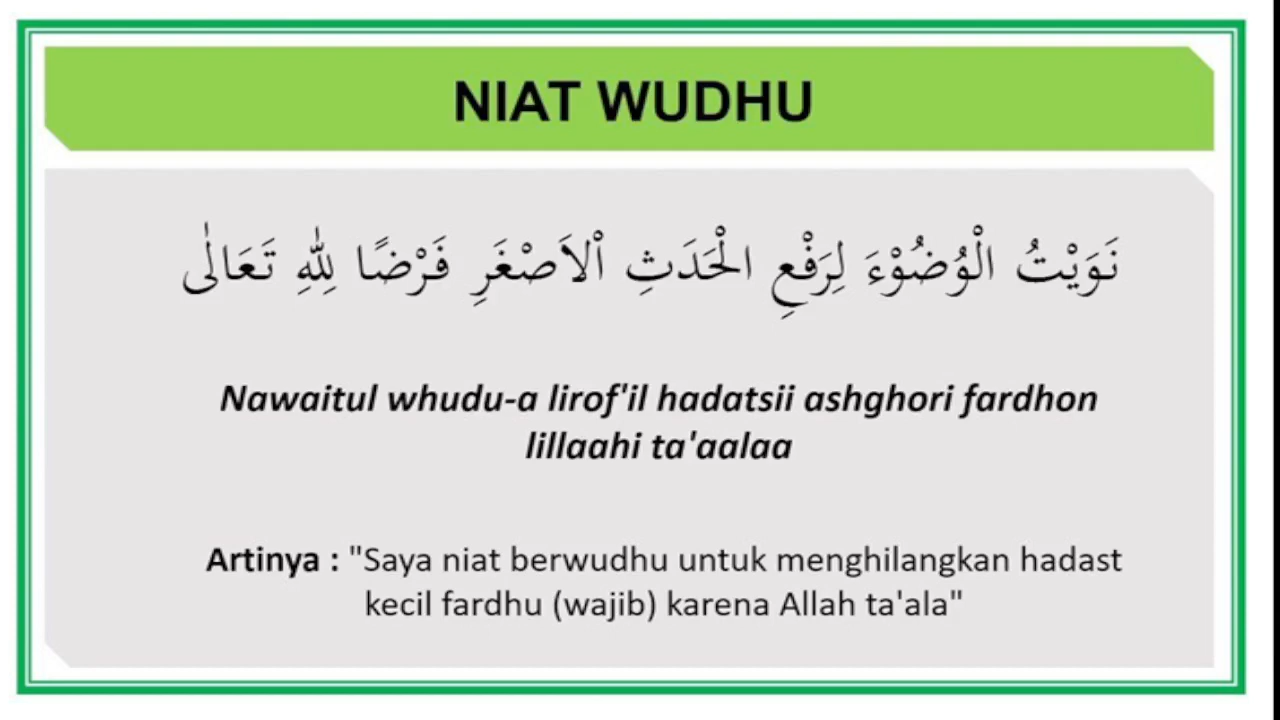 NIAT WUDHU
نَوَيْتُ الْوُضُوْءَ لِرَفْعِ الْحَدَثِ اْلاَصْغَرِ فَرْضًا لِلّٰهِ تَعَالٰى
Nawaitul whudu-a lirof'il hadatsii ashghori fardhon
lillaahi ta'aalaa
Artinya : "Saya niat berwudhu untuk menghilangkan hadast
kecil fardhu (wajib) karena Allah ta'ala"